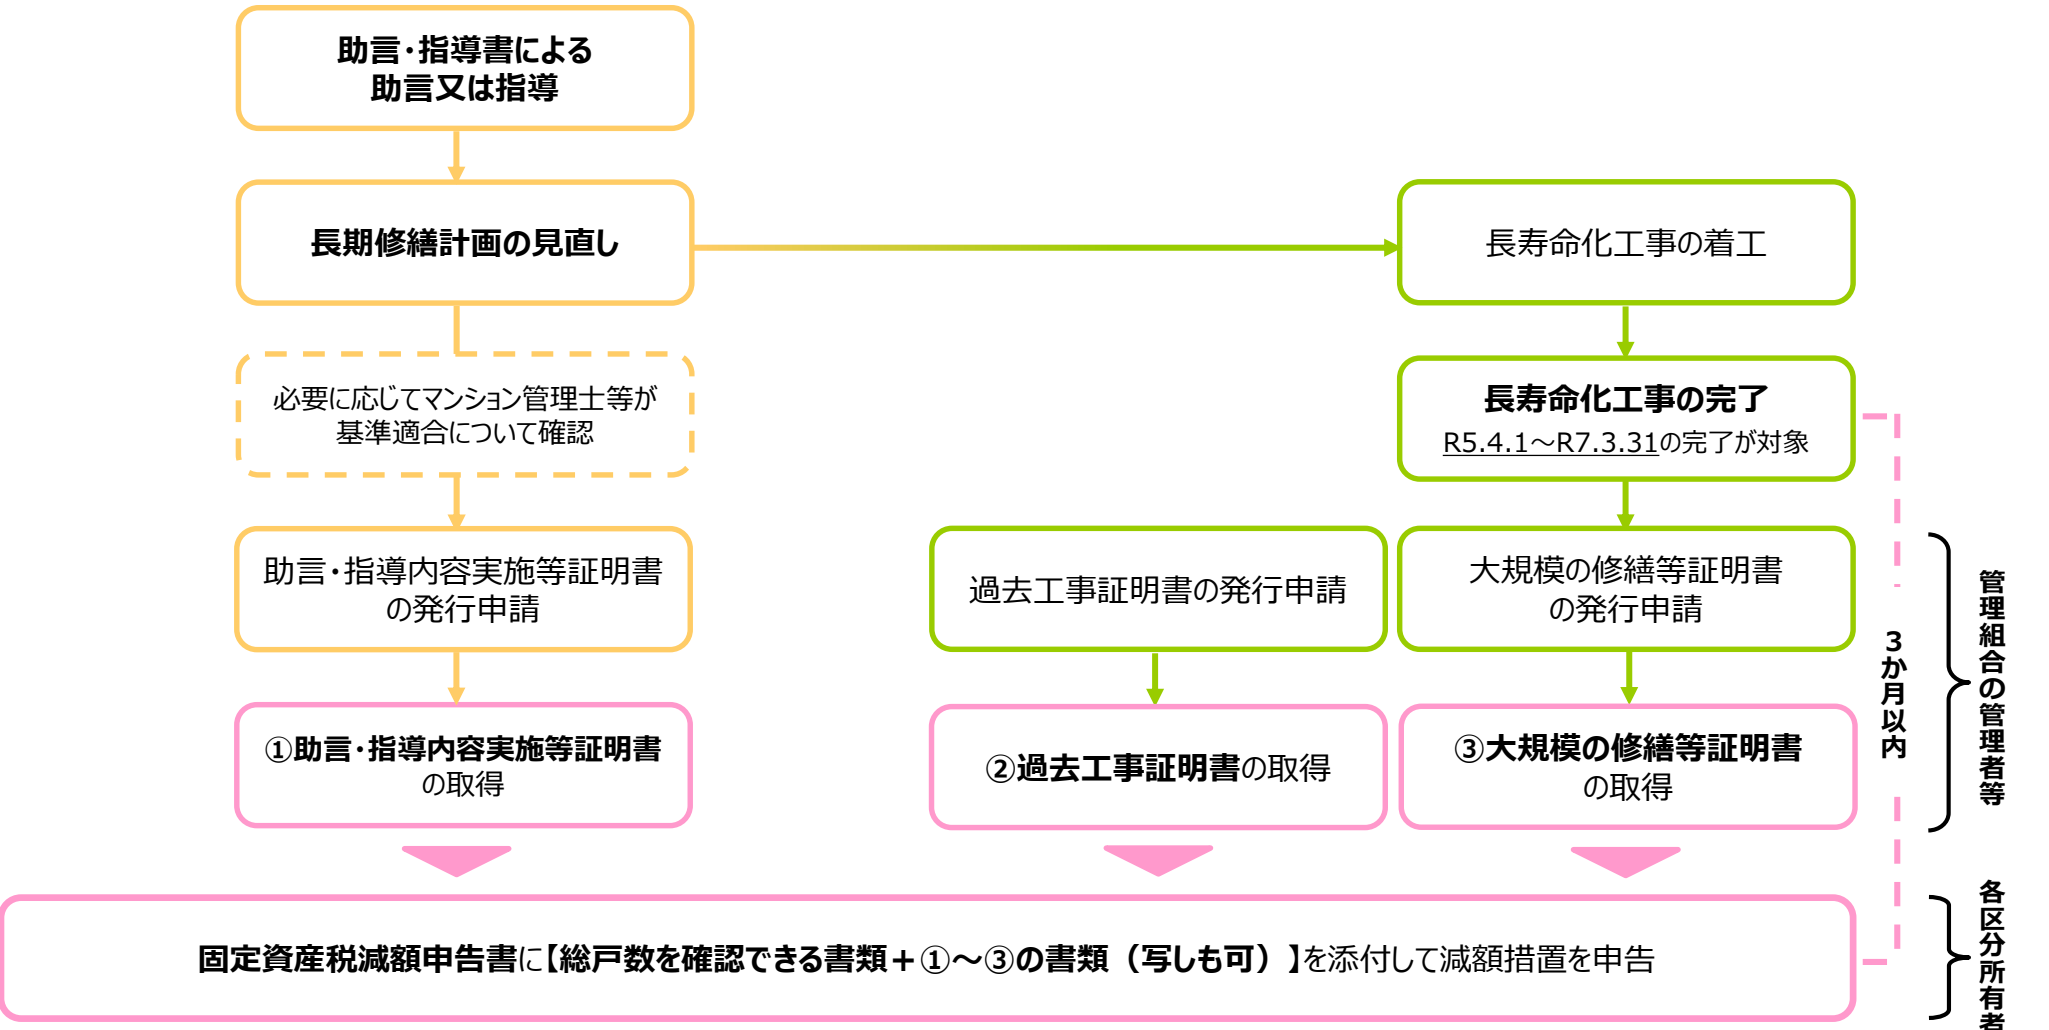 助言・指導書による
助言又は指導
長期修繕計画の見直し
長寿命化工事の着工
必要に応じてマンション管理士等が
基準適合について確認
長寿命化工事の完了
R5.4.1～R7.3.31の完了が対象
助言・指導内容実施等証明書
の発行申請
過去工事証明書の発行申請
大規模の修繕等証明書
の発行申請
①助言・指導内容実施等証明書
の取得
②過去工事証明書の取得
③大規模の修繕等証明書
の取得
3か月以内
管理組合の管理者等
固定資産税減額申告書に【総戸数を確認できる書類＋①～③の書類（写しも可）】を添付して減額措置を申告
各区分所有者